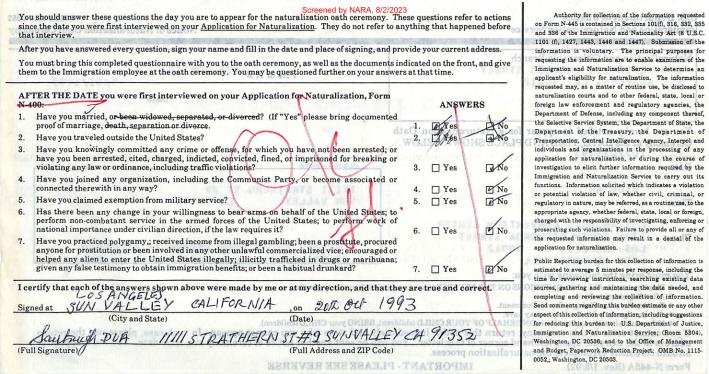 Screened by NARA, 8/2/2023
You should answer these questions the day you are to appear for the naturalization oath ceremony. These questions refer to actions
since the date you were first interviewed on your Application for Naturalization. They do not refer to anything that happened before
that interview.
After you have answered every question, sign your name and fill in the date and place of signing, and provide your current address.
You must bring this completed questionnaire with you to the oath ceremony, as well as the documents indicated on the front, and give
them to the Immigration employee at the oath ceremony. You may be questioned further on your answers at that time.
AFTER THE DATE you were first interviewed on your Application for Naturalization, Form
N-400:
ANSWERS
1. Have you married, or been widowed, separated, or divorced? (If "Yes" please bring documented
proof of marriage, death, separation or divorce.
1. Yes No
2. Have you traveled outside the United States?
2. Yes No
3. Have you knowingly committed any crime or offense, for which you have not been arrested; or
have you been arrested, cited, charged, indicted, convicted, fined, or imprisoned for breaking or
violating any law or ordinance, including traffic violations?
3. Yes No
4. Have you joined any organization, including the Communist Party, or become associated or
connected therewith in any way?
4. Yes No
5. Have you claimed exemption from military service?
5. Yes No
6. Has there been any change in your willingness to bear arms on behalf of the United States; to
perform non-combatant service in the armed forces of the United States; to perform work of
national importance under civilian direction, if the law requires it?
6. Yes No
7. Have you practiced polygamy,; received income from illegal gambling; been a prostitute, procured
anyone for prostitution or been involved in any other unlawful commercialized vice; encouraged or
helped any alien to enter the United States illegally; illicitly trafficked in drugs or marihuana;
given any false testimony to obtain immigration benefits; or been a habitual drunkard?
7. Yes No
I certify that each of the answers shown above were made by me or at my direction, and that they are true and correct.
LOS ANGELES
Signed at SUN VALLEY CALIFORNIA , on 20th Oct 1993
(City and State) (Date)
DUA 11111 STRATHERN ST #2 SUNVALLEY CA 91352
(Full Signature) (Full Address and ZIP Code)
Authority for collection of the information requested
on Form N-445 is contained in Sections 101(f), 316, 332, 335
and 336 of the Immigration and Nationality Act (8 U.S.C.
1101 (f), 1427, 1443, 1446 and 1447). Submission of the
information is voluntary. The principal purposes for
requesting the information are to enable examiners of the
Immigration and Naturalization Service to determine an
applicant's eligibility for naturalization. The information
requested may, as a matter of routine use, be disclosed to
naturalization courts and to other federal, state, local or
foreign law enforcement and regulatory agencies, the
Department of Defense, including any component thereof,
the Selective Service System, the Department of State, the
Department of the Treasury, the Department of
Transportation, Central Intelligence Agency, Interpol and
individuals and organizations in the processing of any
application for naturalization, or during the course of
investigation to elicit further information required by the
Immigration and Naturalization Service to carry out its
functions. Information solicited which indicates a violation
or potential violation of law, whether civil, criminal, or
regulatory in nature, may be referred, as a routine use, to the
appropriate agency, whether federal, state, local or foreign,
charged with the responsibility of investigating, enforcing or
prosecuting such violations. Failure to provide all or any of
the requested information may result in a denial of the
application for naturalization.
Public Reporting burden for this collection of information is
estimated to average 5 minutes per response, including the
time for reviewing instructions, searching existing data
sources, gathering and maintaining the data needed, and
completing and reviewing the collection of information.
Send comments regarding this burden estimate or any other
aspect of this collection of information, including suggestions
for reducing this burden to: U.S. Department of Justice,
Immigration and Naturalization Service, (Room 5304),
Washington, DC 20536; and to the Office of Management
and Budget, Paperwork Reduction Project; OMB No. 1115-
0052,; Washington, DC 20503.